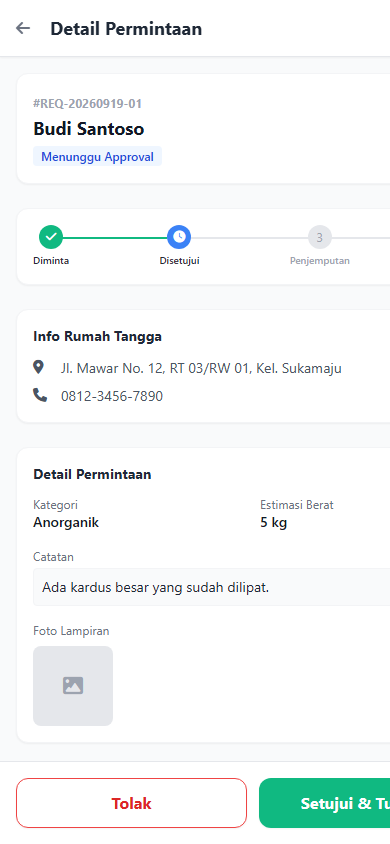 Detail Permintaan
#REQ-20260919-01
Budi Santoso
Menunggu Approval
3
Diminta
Disetujui
Penjemputan
Info Rumah Tangga
Jl. Mawar No. 12, RT 03/RW 01, Kel. Sukamaju
0812-3456-7890
Detail Permintaan
Kategori
Estimasi Berat
Anorganik
5 kg
Catatan
Ada kardus besar yang sudah dilipat.
Foto Lampiran
Tolak
Setujui &